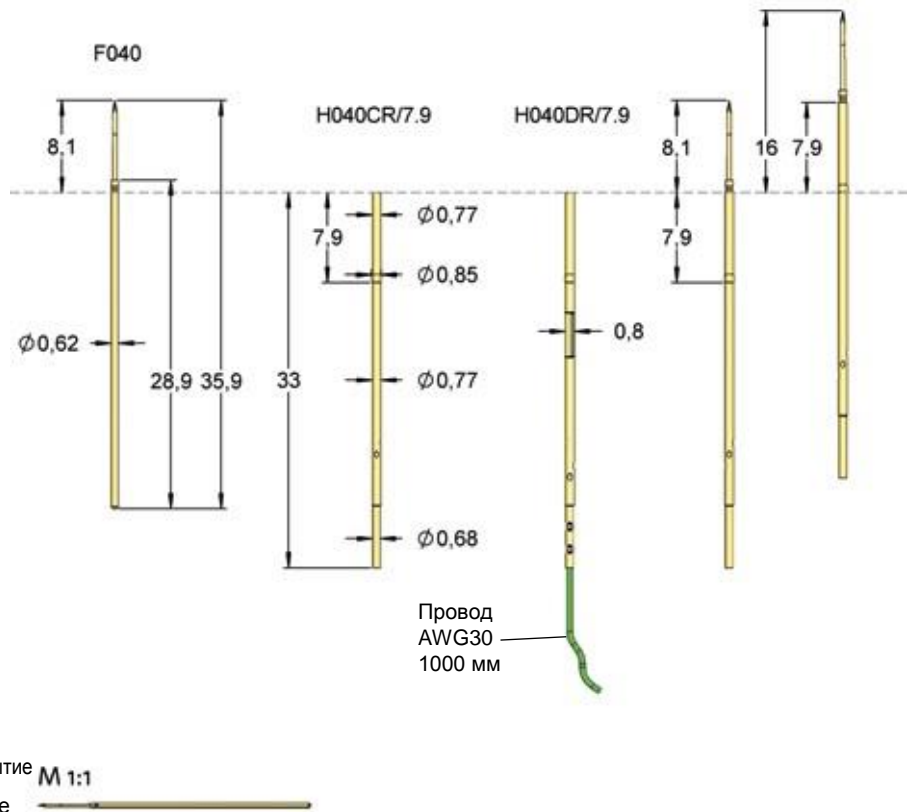 F040
H040CR/7.9
H040DR/7.9
8,1
8,1
16
7,9
Ø0,77
7,9
7,9
Ø0,85
Ø0,62
0,8
28,9
35,9
33
Ø0,77
Ø0,68
Провод
AWG30
1000 мм
M 1:1